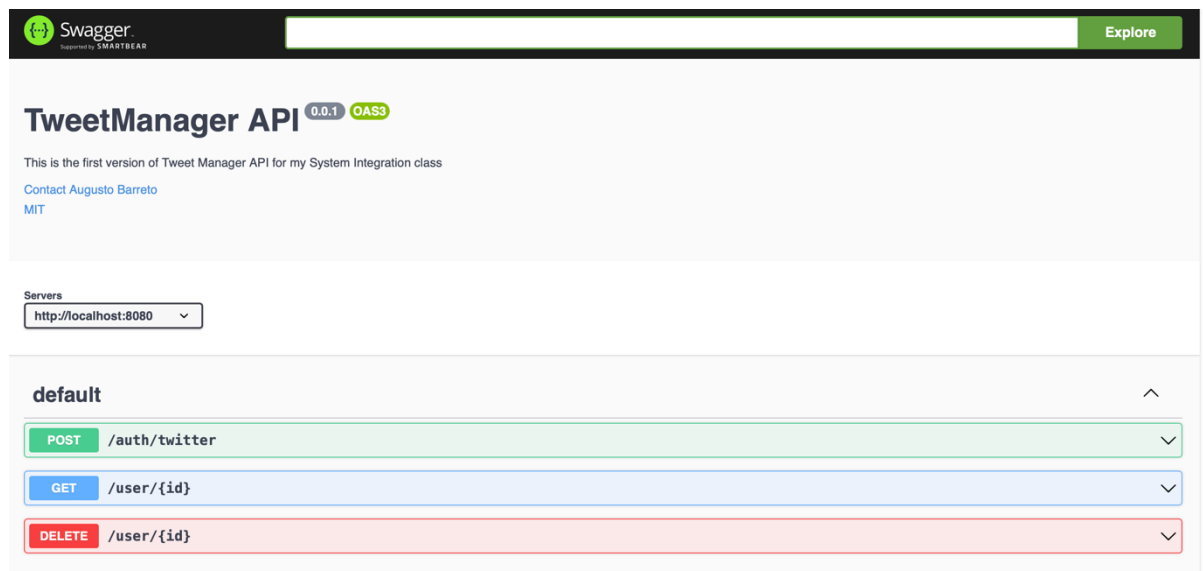 {···} Swagger.
Supported by SMARTBEAR
Explore
TweetManager API 0.0.1 OAS3
This is the first version of Tweet Manager API for my System Integration class
Contact Augusto Barreto
MIT
Servers
http://localhost:8080
default
POST /auth/twitter
GET /user/{id}
DELETE /user/{id}